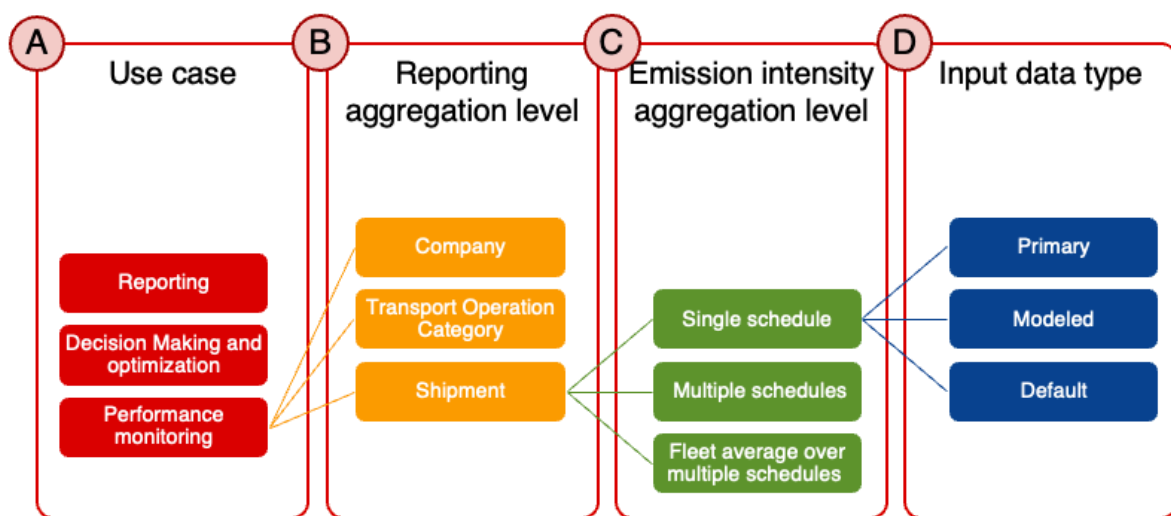 A
Use case
B
Reporting
aggregation level
C
Emission intensity
aggregation level
D
Input data type
Reporting
Decision Making and
optimization
Performance
monitoring
Company
Transport Operation
Category
Shipment
Single schedule
Multiple schedules
Fleet average over
multiple schedules
Primary
Modeled
Default